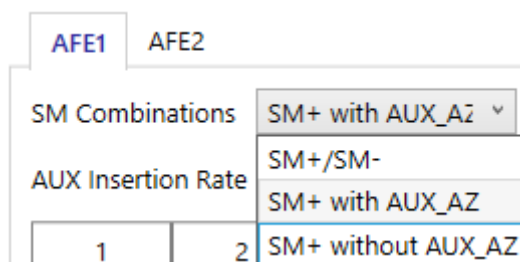 AFE1 AFE2
SM Combinations SM+ with AUX_AZ
SM+/SM-
AUX Insertion Rate
SM+ with AUX_AZ
1 2 SM+ without AUX_AZ